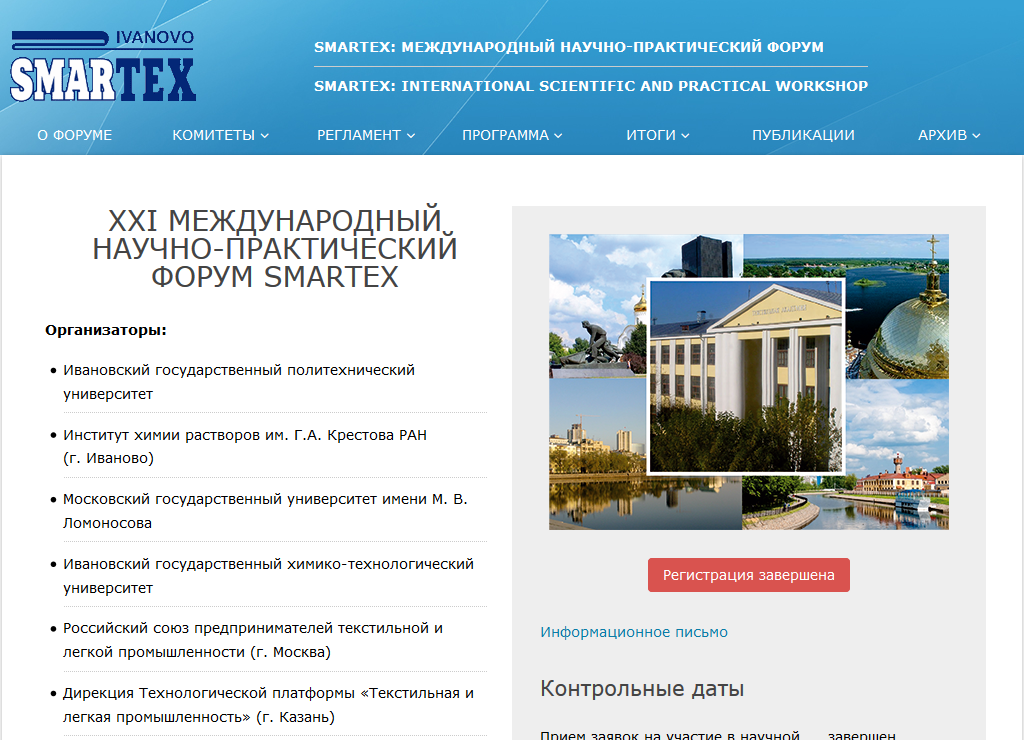 IVANOVO
SMARTEX
SMARTEX: МЕЖДУНАРОДНЫЙ НАУЧНО-ПРАКТИЧЕСКИЙ ФОРУМ
SMARTEX: INTERNATIONAL SCIENTIFIC AND PRACTICAL WORKSHOP
О ФОРУМЕ КОМИТЕТЫ РЕГЛАМЕНТ ПРОГРАММА ИТОГИ ПУБЛИКАЦИИ АРХИВ
XXI МЕЖДУНАРОДНЫЙ
НАУЧНО-ПРАКТИЧЕСКИЙ
ФОРУМ SMARTEX
Организаторы:
• Ивановский государственный политехнический
университет
• Институт химии растворов им. Г.А. Крестова РАН
(г. Иваново)
• Московский государственный университет имени М. В.
Ломоносова
• Ивановский государственный химико-технологический
университет
• Российский союз предпринимателей текстильной и
легкой промышленности (г. Москва)
• Дирекция Технологической платформы «Текстильная и
легкая промышленность» (г. Казань)
Регистрация завершена
Информационное письмо
Контрольные даты
Прием заявок на участие в научной завершен